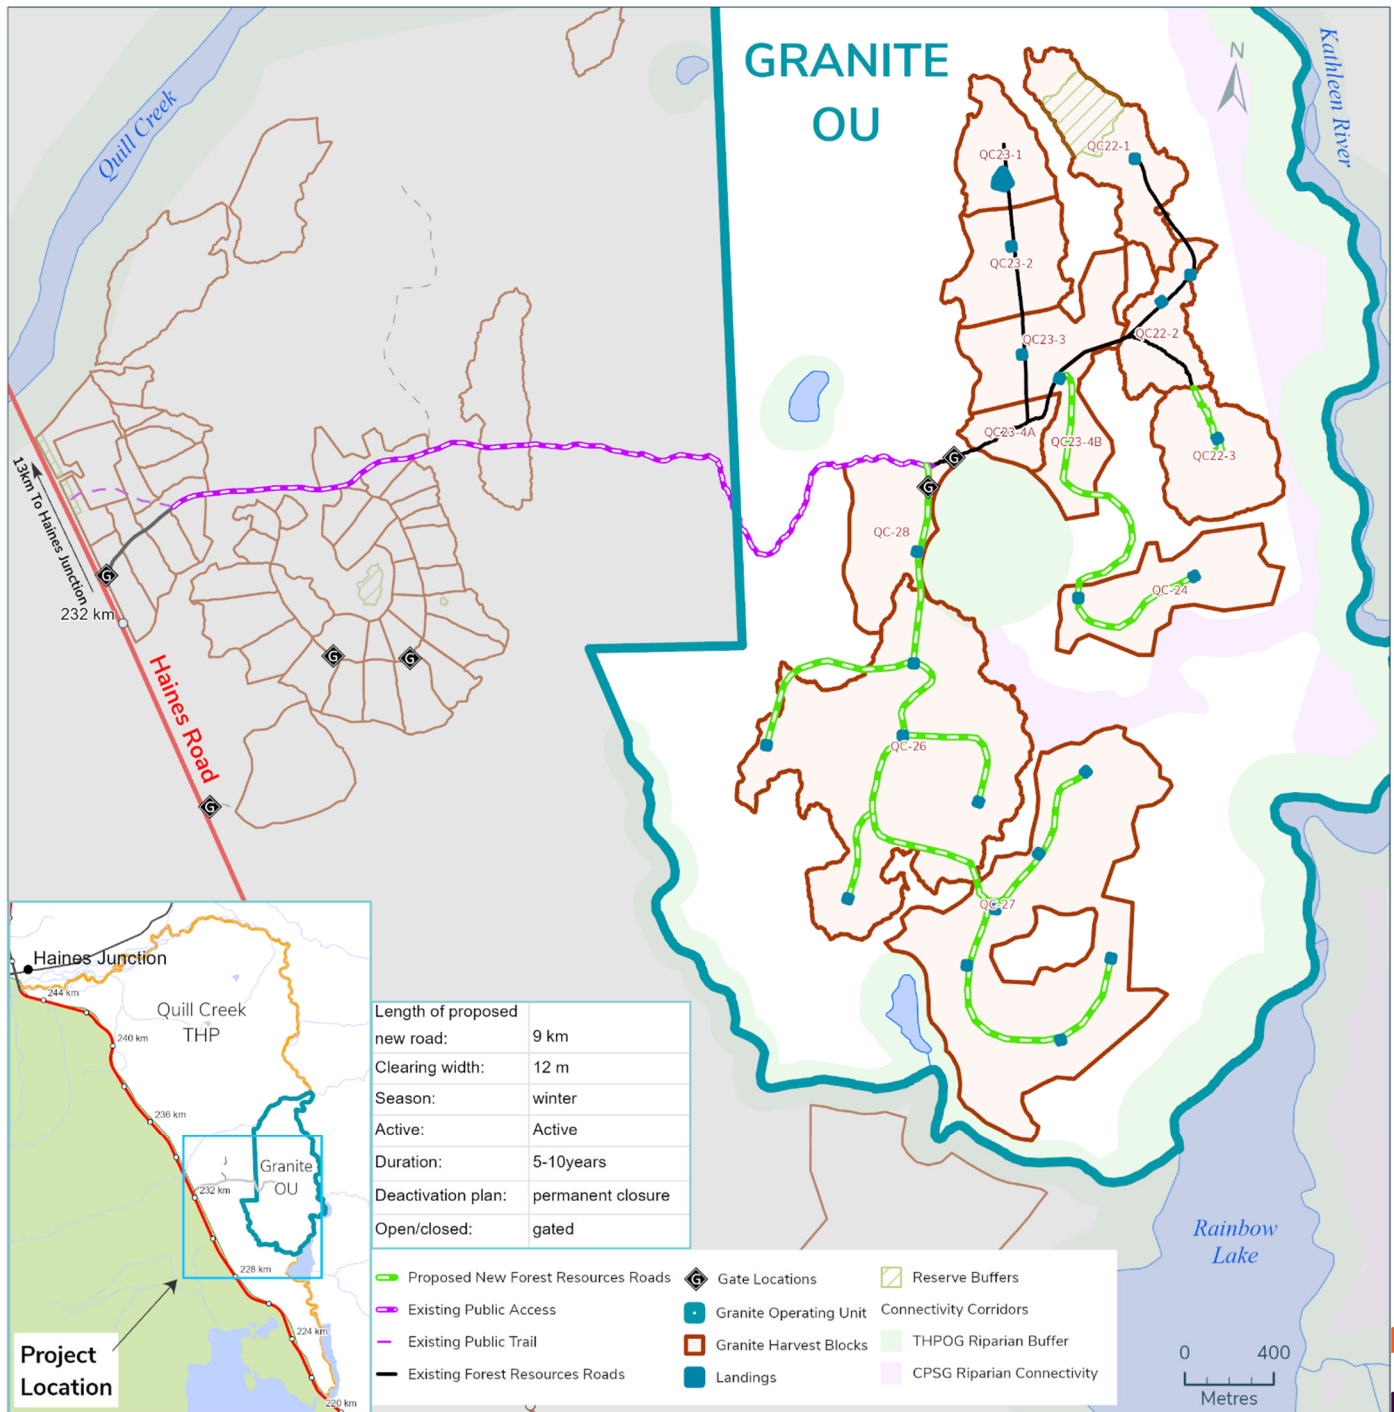 GRANITE
OU
N
Quill Creek
Kathleen River
QC23-1
QC22-1
QC23-2
QC23-3
QC22-2
QC23-4A
QC23-4B
QC22-3
G
G
QC-28
QC-24
13km To Haines Junction
G
232 km
G
G
Haines Road
G
QC-26
QC-27
Haines Junction
244 km
Quill Creek
THP
240 km
236 km
Granite
OU
232 km
228 km
224 km
220 km
Project
Location
Length of proposed
new road: 9 km
Clearing width: 12 m
Season: winter
Active: Active
Duration: 5-10years
Deactivation plan: permanent closure
Open/closed: gated
Rainbow
Lake
Proposed New Forest Resources Roads
Existing Public Access
Existing Public Trail
Existing Forest Resources Roads
G Gate Locations
Granite Operating Unit
Granite Harvest Blocks
Landings
Reserve Buffers
Connectivity Corridors
THPOG Riparian Buffer
CPSG Riparian Connectivity
0 400
Metres